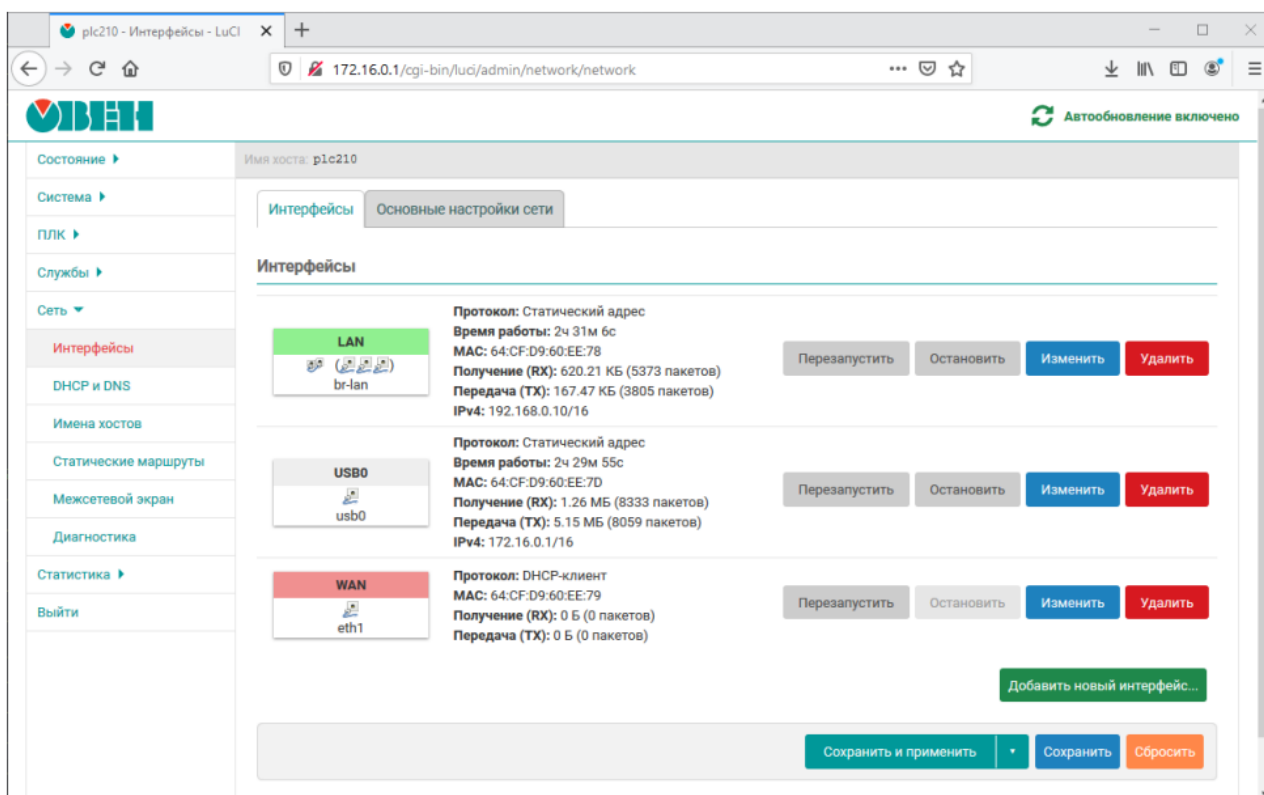 plc210 - Интерфейсы - LuCI
172.16.0.1/cgi-bin/luci/admin/network/network
ОВЕН
Автообновление включено
Состояние
Имя хоста: plc210
Система
Интерфейсы
Основные настройки сети
ПЛК
Службы
Интерфейсы
Сеть
Интерфейсы
DHCP и DNS
Имена хостов
Статические маршруты
Межсетевой экран
Диагностика
Статистика
Выйти
LAN
br-lan
Протокол: Статический адрес
Время работы: 2ч 31м 6с
MAC: 64:CF:D9:60:EE:78
Получение (RX): 620.21 КБ (5373 пакетов)
Передача (TX): 167.47 КБ (3805 пакетов)
IPv4: 192.168.0.10/16
Перезапустить Остановить Изменить Удалить
USB0
usb0
Протокол: Статический адрес
Время работы: 2ч 29м 55с
MAC: 64:CF:D9:60:EE:7D
Получение (RX): 1.26 МБ (8333 пакетов)
Передача (TX): 5.15 МБ (8059 пакетов)
IPv4: 172.16.0.1/16
Перезапустить Остановить Изменить Удалить
WAN
eth1
Протокол: DHCP-клиент
MAC: 64:CF:D9:60:EE:79
Получение (RX): 0 Б (0 пакетов)
Передача (TX): 0 Б (0 пакетов)
Перезапустить Остановить Изменить Удалить
Добавить новый интерфейс...
Сохранить и применить Сохранить Сбросить